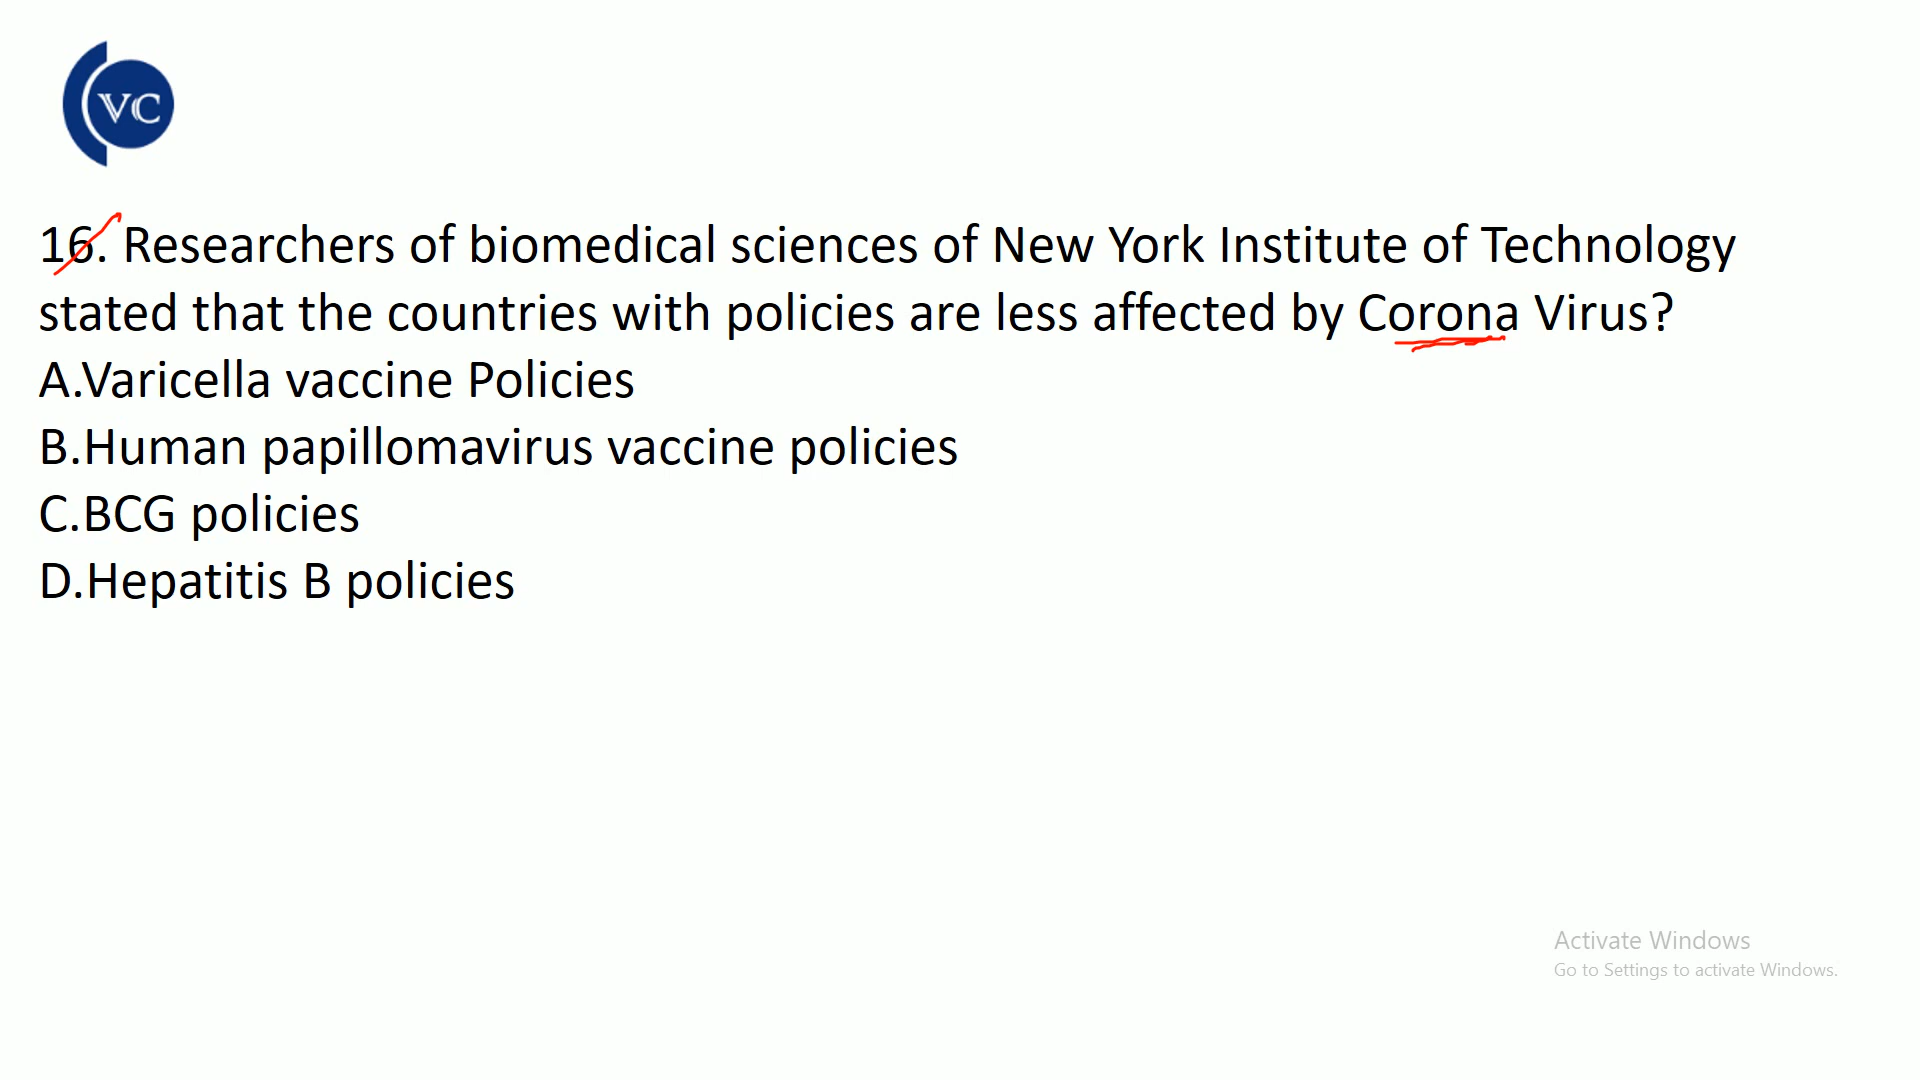 VC
16. Researchers of biomedical sciences of New York Institute of Technology
stated that the countries with policies are less affected by Corona Virus?
A.Varicella vaccine Policies
B.Human papillomavirus vaccine policies
C.BCG policies
D.Hepatitis B policies
Activate Windows
Go to Settings to activate Windows.